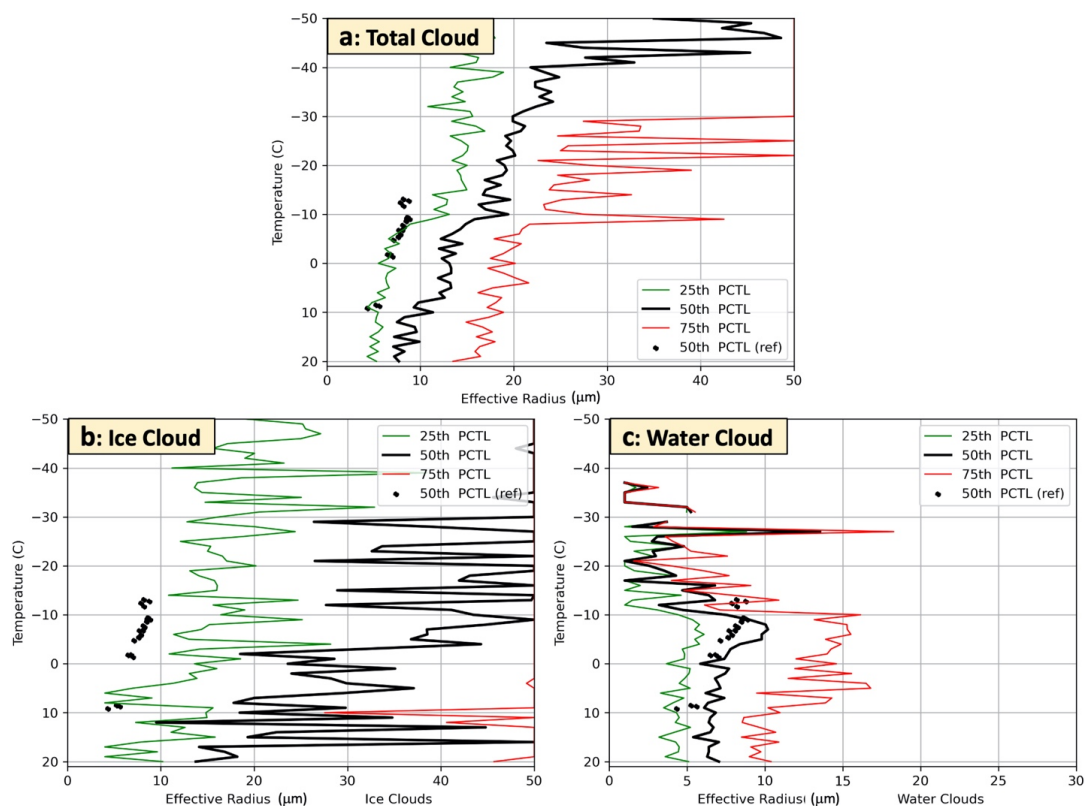 a: Total Cloud
-50
-40
-30
-20
-10
0
10
20
Temperature (C)
25th PCTL
50th PCTL
75th PCTL
50th PCTL (ref)
0 10 20 30 40 50
Effective Radius (μm)
b: Ice Cloud
-50
-40
-30
-20
-10
0
10
20
Temperature (C)
25th PCTL
50th PCTL
75th PCTL
50th PCTL (ref)
0 10 20 30 50
Effective Radius (μm) Ice Clouds
c: Water Cloud
-50
-40
-30
-20
-10
0
10
20
Temperature (C)
25th PCTL
50th PCTL
75th PCTL
50th PCTL (ref)
0 5 10 15 25 30
Effective Radius (μm) Water Clouds